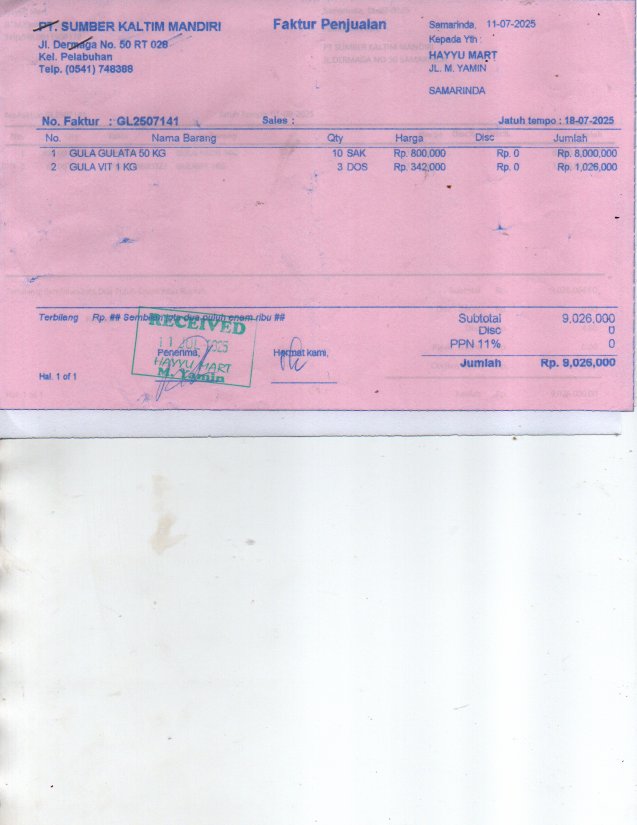 PT. SUMBER KALTIM MANDIRI
Jl. Dermaga No. 50 RT 028
Kel. Pelabuhan
Telp. (0541) 748388
Faktur Penjualan
Samarinda, 11-07-2025
Kepada Yth :
HAYYU MART
JL. M. YAMIN
SAMARINDA
No. Faktur : GL2507141 Sales : Jatuh tempo : 18-07-2025
No. Nama Barang Qty Harga Disc Jumlah
1 GULA GULATA 50 KG 10 SAK Rp. 800,000 Rp. 0 Rp. 8,000,000
2 GULA VIT 1 KG 3 DOS Rp. 342,000 Rp. 0 Rp. 1,026,000
Terbilang Rp. ## Sembilan juta dua puluh enam ribu ##
Subtotal 9,026,000
Disc 0
PPN 11% 0
Jumlah Rp. 9,026,000
RECEIVED
11 JUL 2025
Penerima,
HAYYU MART
M. Yamin
Hormat kami,
Hal. 1 of 1